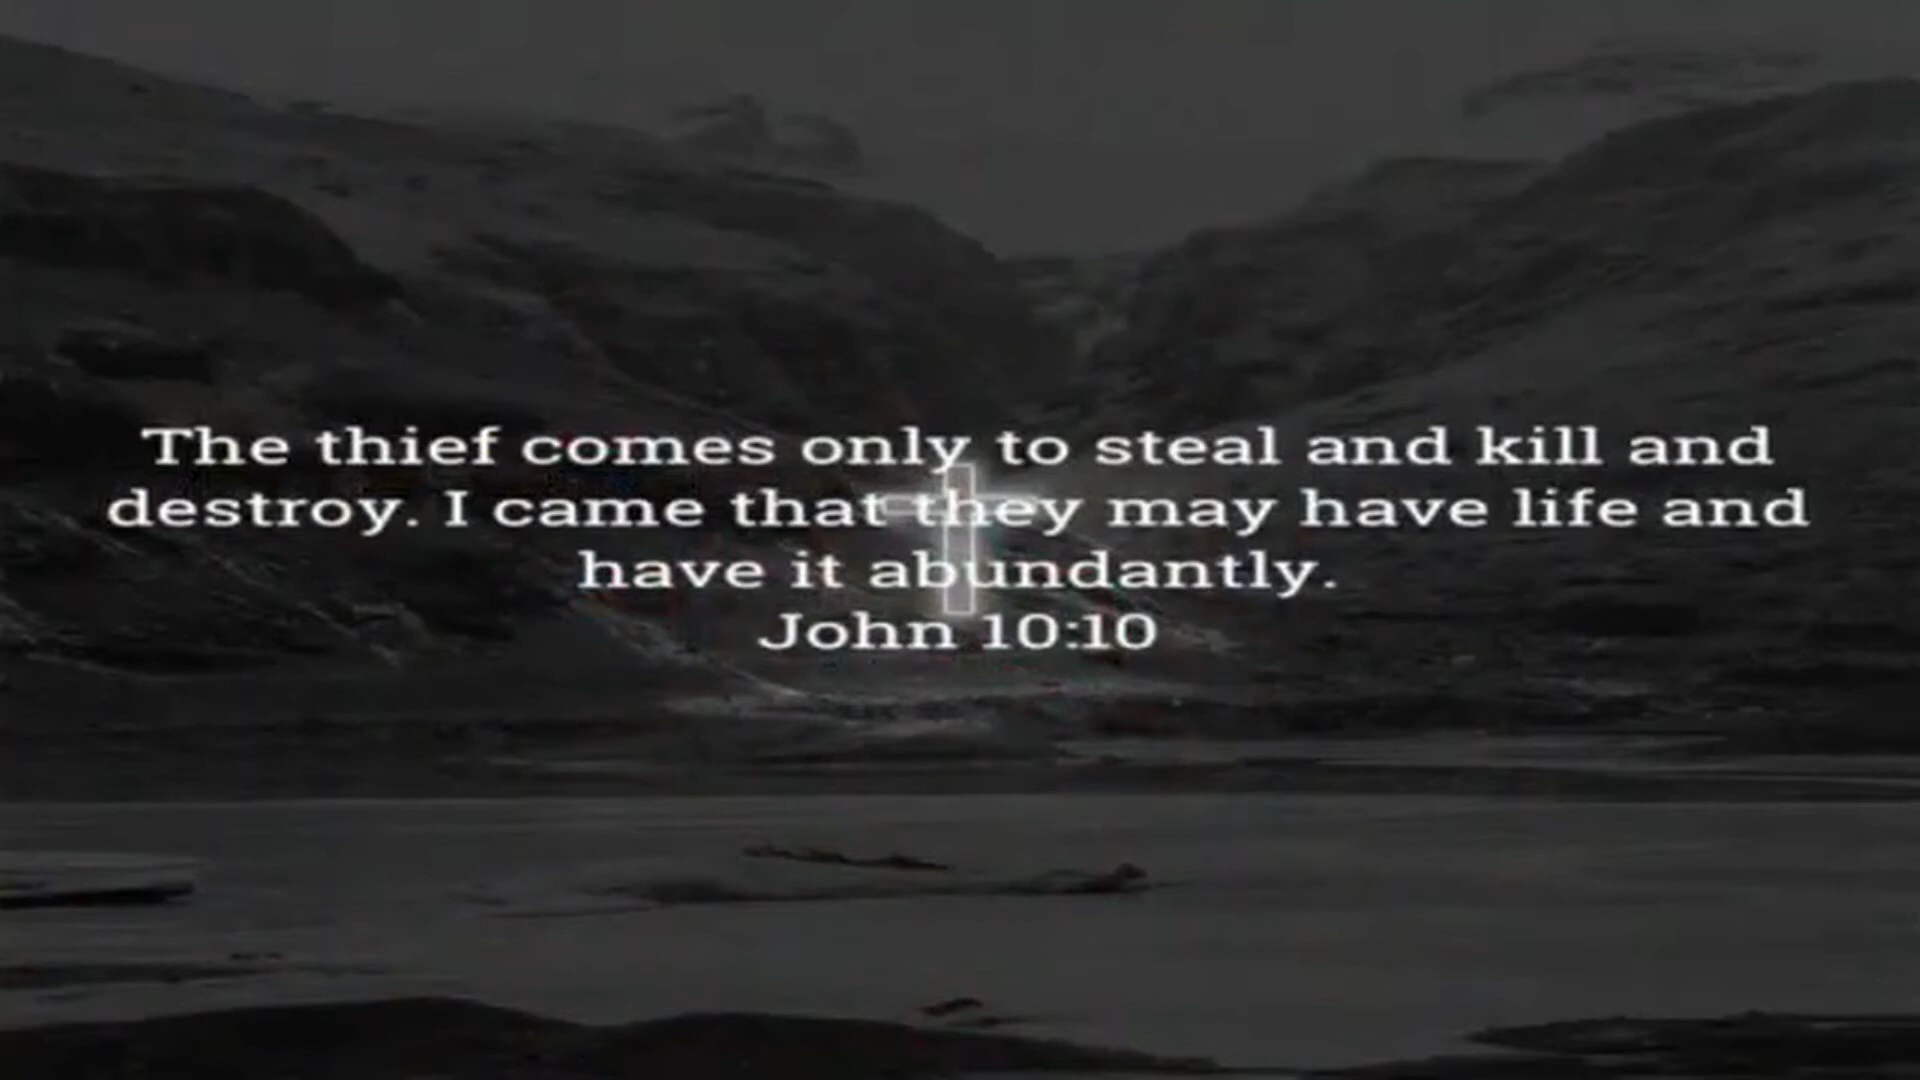 The thief comes only to steal and kill and
destroy. I came that they may have life and
have it abundantly.
John 10:10